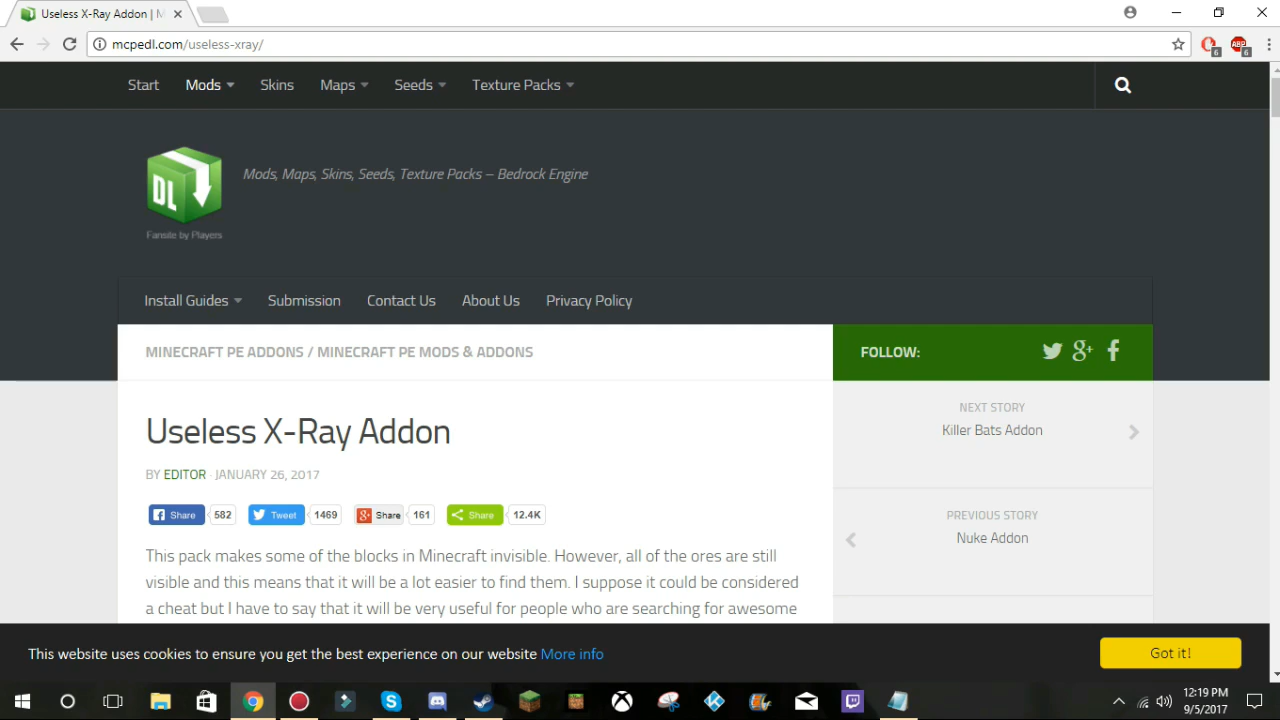 Useless X-Ray Addon | M
mcpedl.com/useless-xray/
6
ABP
6
Start
Mods
Skins
Maps
Seeds
Texture Packs
DL
Fansite by Players
Mods, Maps, Skins, Seeds, Texture Packs – Bedrock Engine
Install Guides
Submission
Contact Us
About Us
Privacy Policy
MINECRAFT PE ADDONS / MINECRAFT PE MODS & ADDONS
FOLLOW:
Useless X-Ray Addon
BY EDITOR · JANUARY 26, 2017
Share 582
Tweet 1469
Share 161
Share 12.4K
This pack makes some of the blocks in Minecraft invisible. However, all of the ores are still
visible and this means that it will be a lot easier to find them. I suppose it could be considered
a cheat but I have to say that it will be very useful for people who are searching for awesome
NEXT STORY
Killer Bats Addon
PREVIOUS STORY
Nuke Addon
This website uses cookies to ensure you get the best experience on our website More info
Got it!
12:19 PM
9/5/2017